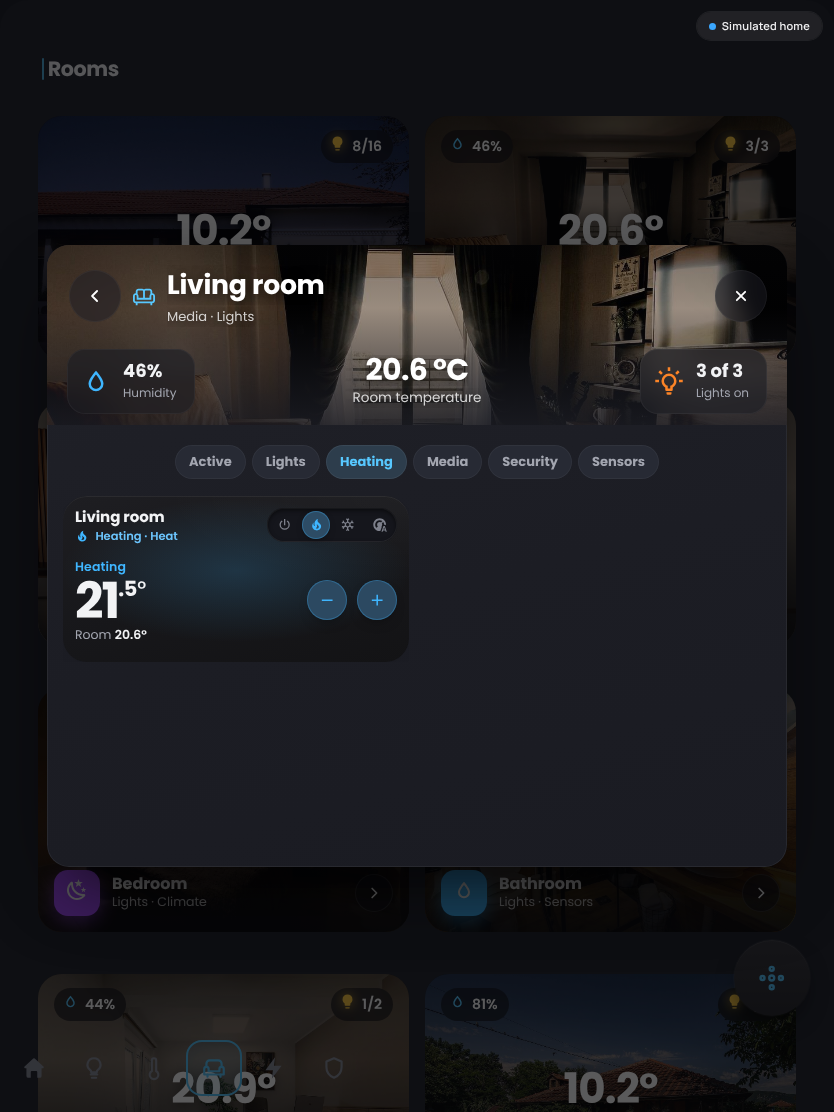 Simulated home
Rooms
8/16
46%
3/3
10.2°
20.6°
Living room
Media · Lights
46%
Humidity
20.6 °C
Room temperature
3 of 3
Lights on
Active
Lights
Heating
Media
Security
Sensors
Living room
Heating · Heat
A
Heating
21.5°
Room 20.6°
Bedroom
Lights · Climate
Bathroom
Lights · Sensors
44%
1/2
81%
20.9°
10.2°